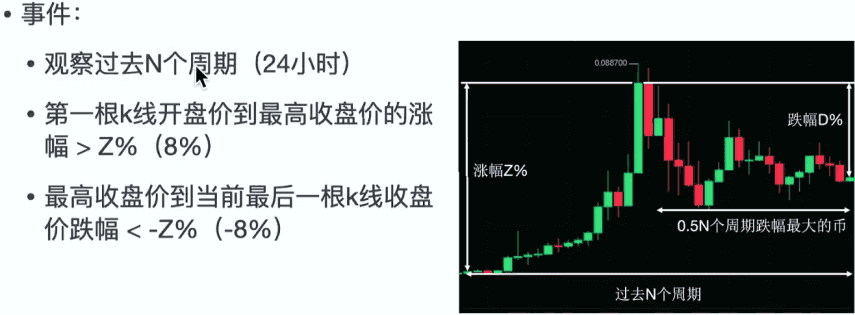 • 事件：
• 观察过去N个周期（24小时）
• 第一根k线开盘价到最高收盘价的涨
幅 > Z%（8%）
• 最高收盘价到当前最后一根k线收盘
价跌幅 < -Z%（-8%）
0.088700
跌幅D%
涨幅Z%
0.5N个周期跌幅最大的币
过去N个周期